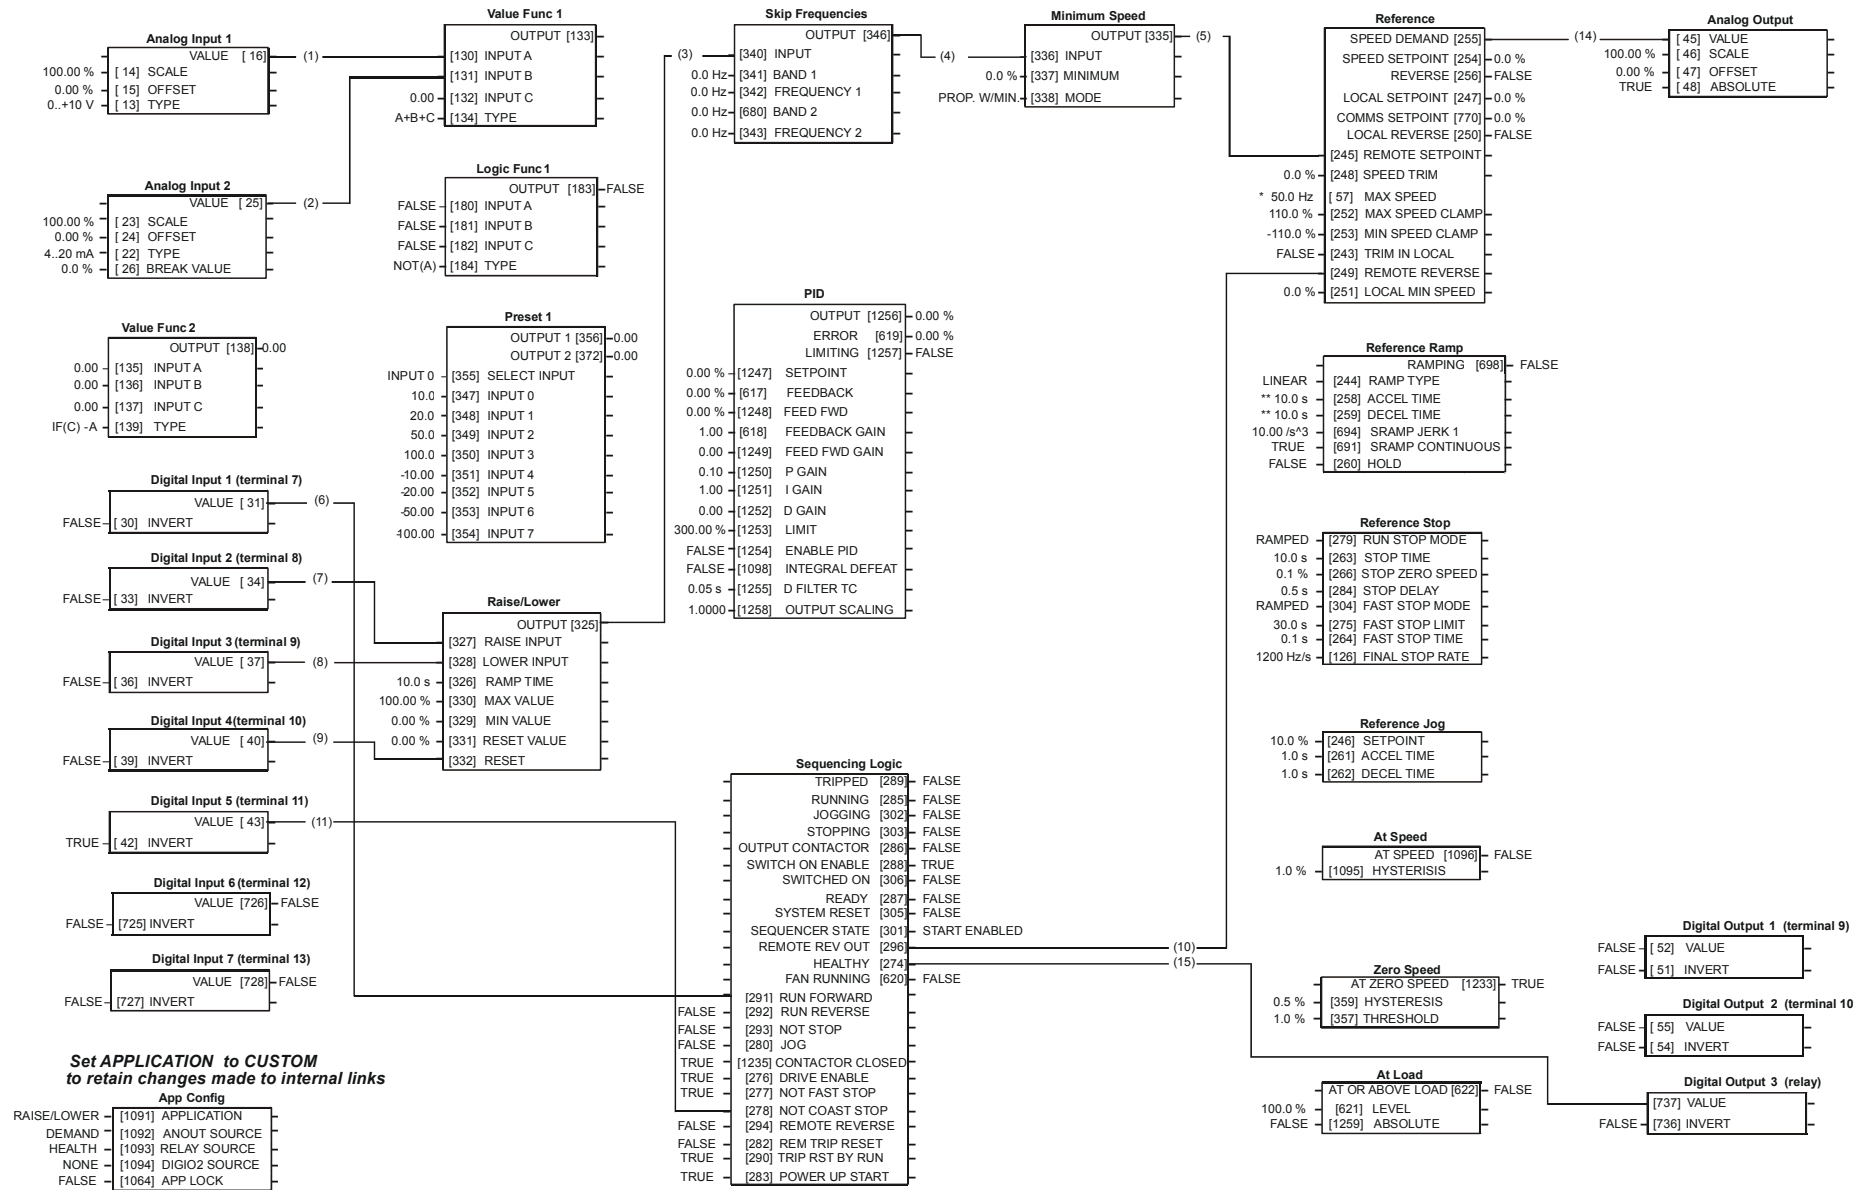 Analog Input 1
VALUE [ 16]
100.00 % [ 14] SCALE
0.00 % [ 15] OFFSET
0..+10 V [ 13] TYPE
(1)
Analog Input 2
VALUE [ 25]
100.00 % [ 23] SCALE
0.00 % [ 24] OFFSET
4..20 mA [ 22] TYPE
0.0 % [ 26] BREAK VALUE
(2)
Value Func 2
OUTPUT [138] 0.00
0.00 [135] INPUT A
0.00 [136] INPUT B
0.00 [137] INPUT C
IF(C) -A [139] TYPE
Digital Input 1 (terminal 7)
VALUE [ 31]
FALSE [ 30] INVERT
(6)
Digital Input 2 (terminal 8)
VALUE [ 34]
FALSE [ 33] INVERT
(7)
Digital Input 3 (terminal 9)
VALUE [ 37]
FALSE [ 36] INVERT
(8)
Digital Input 4 (terminal 10)
VALUE [ 40]
FALSE [ 39] INVERT
(9)
Digital Input 5 (terminal 11)
VALUE [ 43]
TRUE [ 42] INVERT
(11)
Digital Input 6 (terminal 12)
VALUE [726] FALSE
FALSE [725] INVERT
Digital Input 7 (terminal 13)
VALUE [728] FALSE
FALSE [727] INVERT
Set APPLICATION to CUSTOM
to retain changes made to internal links
App Config
RAISE/LOWER [1091] APPLICATION
DEMAND [1092] ANOUT SOURCE
HEALTH [1093] RELAY SOURCE
NONE [1094] DIGIO2 SOURCE
FALSE [1064] APP LOCK
Value Func 1
OUTPUT [133]
[130] INPUT A
[131] INPUT B
0.00 [132] INPUT C
A+B+C [134] TYPE
Logic Func 1
OUTPUT [183] FALSE
FALSE [180] INPUT A
FALSE [181] INPUT B
FALSE [182] INPUT C
NOT(A) [184] TYPE
Preset 1
OUTPUT 1 [356] 0.00
OUTPUT 2 [372] 0.00
INPUT 0 [355] SELECT INPUT
10.0 [347] INPUT 0
20.0 [348] INPUT 1
50.0 [349] INPUT 2
100.0 [350] INPUT 3
-10.00 [351] INPUT 4
-20.00 [352] INPUT 5
-50.00 [353] INPUT 6
-100.00 [354] INPUT 7
Raise/Lower
OUTPUT [325]
[327] RAISE INPUT
[328] LOWER INPUT
10.0 s [326] RAMP TIME
100.00 % [330] MAX VALUE
0.00 % [329] MIN VALUE
0.00 % [331] RESET VALUE
[332] RESET
Skip Frequencies
OUTPUT [346]
(3)
[340] INPUT
0.0 Hz [341] BAND 1
0.0 Hz [342] FREQUENCY 1
0.0 Hz [680] BAND 2
0.0 Hz [343] FREQUENCY 2
(4)
PID
OUTPUT [1256] 0.00 %
ERROR [619] 0.00 %
LIMITING [1257] FALSE
0.00 % [1247] SETPOINT
0.00 % [617] FEEDBACK
0.00 % [1248] FEED FWD
1.00 [618] FEEDBACK GAIN
0.00 [1249] FEED FWD GAIN
0.10 [1250] P GAIN
1.00 [1251] I GAIN
0.00 [1252] D GAIN
300.00 % [1253] LIMIT
FALSE [1254] ENABLE PID
FALSE [1098] INTEGRAL DEFEAT
0.05 s [1255] D FILTER TC
1.0000 [1258] OUTPUT SCALING
Sequencing Logic
TRIPPED [289] FALSE
RUNNING [285] FALSE
JOGGING [302] FALSE
STOPPING [303] FALSE
OUTPUT CONTACTOR [286] FALSE
SWITCH ON ENABLE [288] TRUE
SWITCHED ON [306] FALSE
READY [287] FALSE
SYSTEM RESET [305] FALSE
SEQUENCER STATE [301] START ENABLED
REMOTE REV OUT [296] (10)
HEALTHY [274] (15)
FAN RUNNING [620] FALSE
[291] RUN FORWARD
FALSE [292] RUN REVERSE
FALSE [293] NOT STOP
FALSE [280] JOG
TRUE [1235] CONTACTOR CLOSED
TRUE [276] DRIVE ENABLE
TRUE [277] NOT FAST STOP
[278] NOT COAST STOP
FALSE [294] REMOTE REVERSE
FALSE [282] REM TRIP RESET
TRUE [290] TRIP RST BY RUN
TRUE [283] POWER UP START
Minimum Speed
OUTPUT [335] (5)
[336] INPUT
0.0 % [337] MINIMUM
PROP. W/MIN. [338] MODE
Reference
SPEED DEMAND [255]
(14)
SPEED SETPOINT [254] 0.0 %
REVERSE [256] FALSE
LOCAL SETPOINT [247] 0.0 %
COMMS SETPOINT [770] 0.0 %
LOCAL REVERSE [250] FALSE
[245] REMOTE SETPOINT
0.0 % [248] SPEED TRIM
* 50.0 Hz [ 57] MAX SPEED
110.0 % [252] MAX SPEED CLAMP
-110.0 % [253] MIN SPEED CLAMP
FALSE [243] TRIM IN LOCAL
[249] REMOTE REVERSE
0.0 % [251] LOCAL MIN SPEED
Reference Ramp
RAMPING [698] FALSE
LINEAR [244] RAMP TYPE
** 10.0 s [258] ACCEL TIME
** 10.0 s [259] DECEL TIME
10.00 /s^3 [694] SRAMP JERK 1
TRUE [691] SRAMP CONTINUOUS
FALSE [260] HOLD
Reference Stop
RAMPED [279] RUN STOP MODE
10.0 s [263] STOP TIME
0.1 % [266] STOP ZERO SPEED
0.5 s [284] STOP DELAY
RAMPED [304] FAST STOP MODE
30.0 s [275] FAST STOP LIMIT
0.1 s [264] FAST STOP TIME
1200 Hz/s [126] FINAL STOP RATE
Reference Jog
10.0 % [246] SETPOINT
1.0 s [261] ACCEL TIME
1.0 s [262] DECEL TIME
At Speed
AT SPEED [1096] FALSE
1.0 % [1095] HYSTERISIS
Zero Speed
AT ZERO SPEED [1233] TRUE
0.5 % [359] HYSTERESIS
1.0 % [357] THRESHOLD
At Load
AT OR ABOVE LOAD [622] FALSE
100.0 % [621] LEVEL
FALSE [1259] ABSOLUTE
Analog Output
[ 45] VALUE
100.00 % [ 46] SCALE
0.00 % [ 47] OFFSET
TRUE [ 48] ABSOLUTE
Digital Output 1 (terminal 9)
FALSE [ 52] VALUE
FALSE [ 51] INVERT
Digital Output 2 (terminal 10
FALSE [ 55] VALUE
FALSE [ 54] INVERT
Digital Output 3 (relay)
[737] VALUE
FALSE [736] INVERT